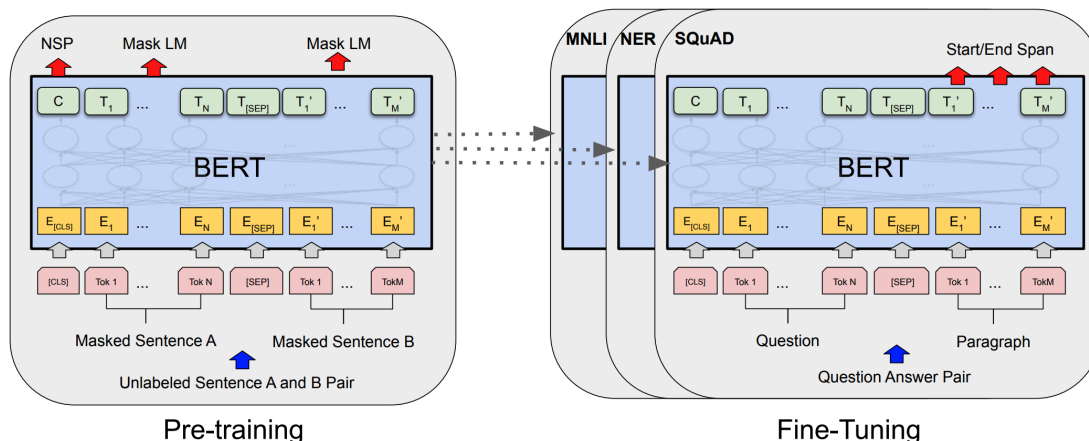 NSP Mask LM Mask LM
C T1 ... TN T[SEP] T1' ... TM'
...
BERT
...
E[CLS] E1 ... EN E[SEP] E1' ... EM'
[CLS] Tok 1 ... Tok N [SEP] Tok 1 ... TokM
Masked Sentence A Masked Sentence B
Unlabeled Sentence A and B Pair
Pre-training
MNLI NER SQuAD
Start/End Span
C T1 ... TN T[SEP] T1' ... TM'
...
BERT
...
E[CLS] E1 ... EN E[SEP] E1' ... EM'
[CLS] Tok 1 ... Tok N [SEP] Tok 1 ... TokM
Question Paragraph
Question Answer Pair
Fine-Tuning